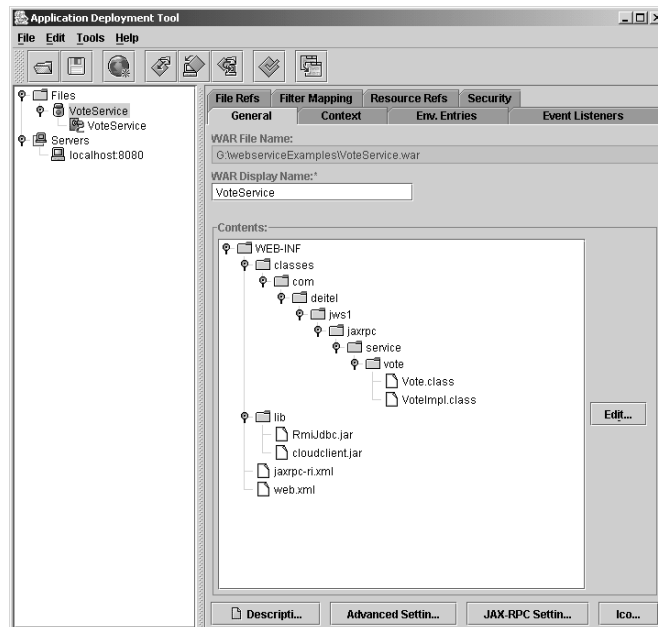 Application Deployment Tool
File Edit Tools Help
Files
VoteService
VoteService
Servers
localhost:8080
File Refs Filter Mapping Resource Refs Security
General Context Env. Entries Event Listeners
WAR File Name:
G:\webserviceExamples\VoteService.war
WAR Display Name:*
VoteService
Contents:
WEB-INF
classes
com
deitel
jws1
jaxrpc
service
vote
Vote.class
VoteImpl.class
lib
RmiJdbc.jar
cloudclient.jar
jaxrpc-ri.xml
web.xml
Edit...
Descripti... Advanced Settin... JAX-RPC Settin... Ico...